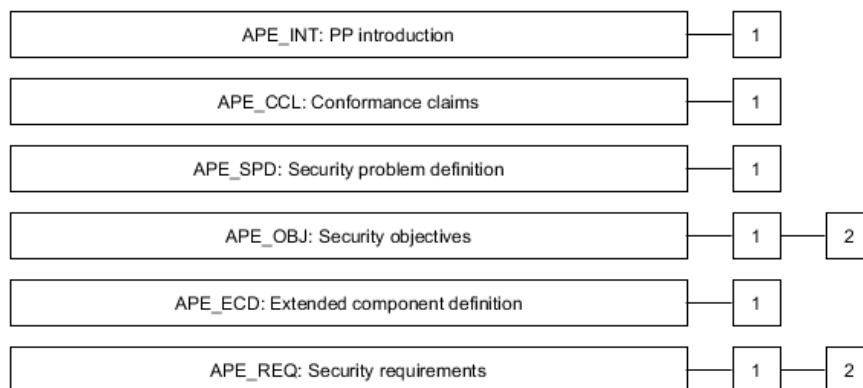 APE_INT: PP introduction 1
APE_CCL: Conformance claims 1
APE_SPD: Security problem definition 1
APE_OBJ: Security objectives 1 2
APE_ECD: Extended component definition 1
APE_REQ: Security requirements 1 2